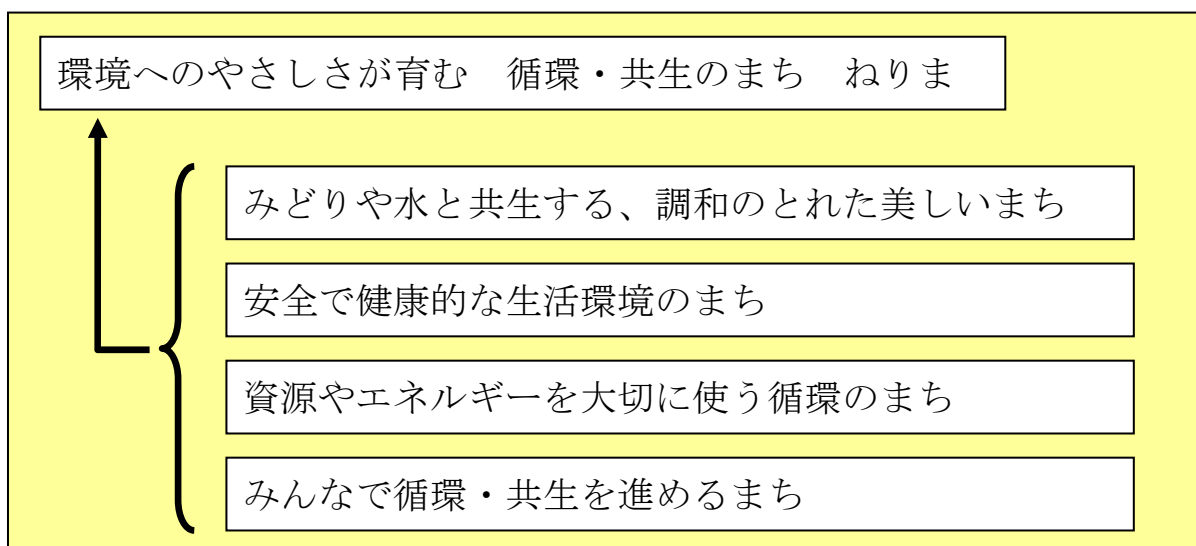 環境へのやさしさが育む　循環・共生のまち　ねりま
みどりや水と共生する、調和のとれた美しいまち
安全で健康的な生活環境のまち
資源やエネルギーを大切に使う循環のまち
みんなで循環・共生を進めるまち